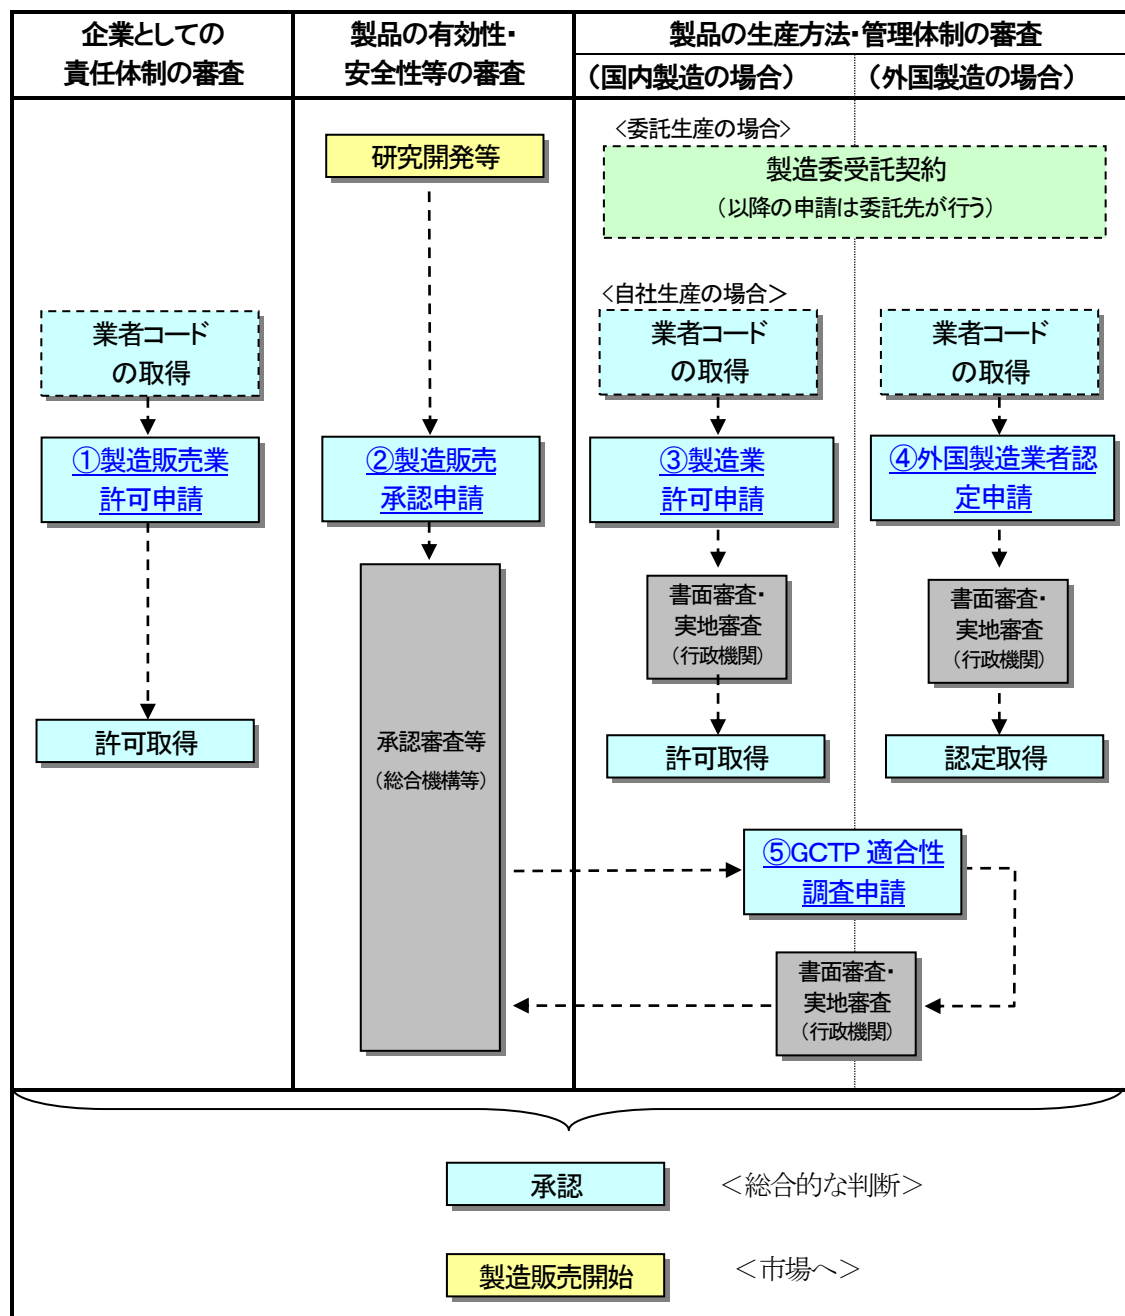 企業としての
責任体制の審査
製品の有効性・
安全性等の審査
製品の生産方法・管理体制の審査
（国内製造の場合）
（外国製造の場合）
<委託生産の場合>
製造委受託契約
（以降の申請は委託先が行う）
研究開発等
<自社生産の場合＞
業者コード
の取得
業者コード
の取得
業者コード
の取得
①製造販売業
許可申請
②製造販売
承認申請
③製造業
許可申請
④外国製造業者認
定申請
書面審査・
実地審査
（行政機関）
書面審査・
実地審査
（行政機関）
許可取得
承認審査等
（総合機構等）
許可取得
認定取得
⑤GCTP 適合性
調査申請
書面審査・
実地審査
（行政機関）
承認
＜総合的な判断＞
製造販売開始
＜市場へ＞